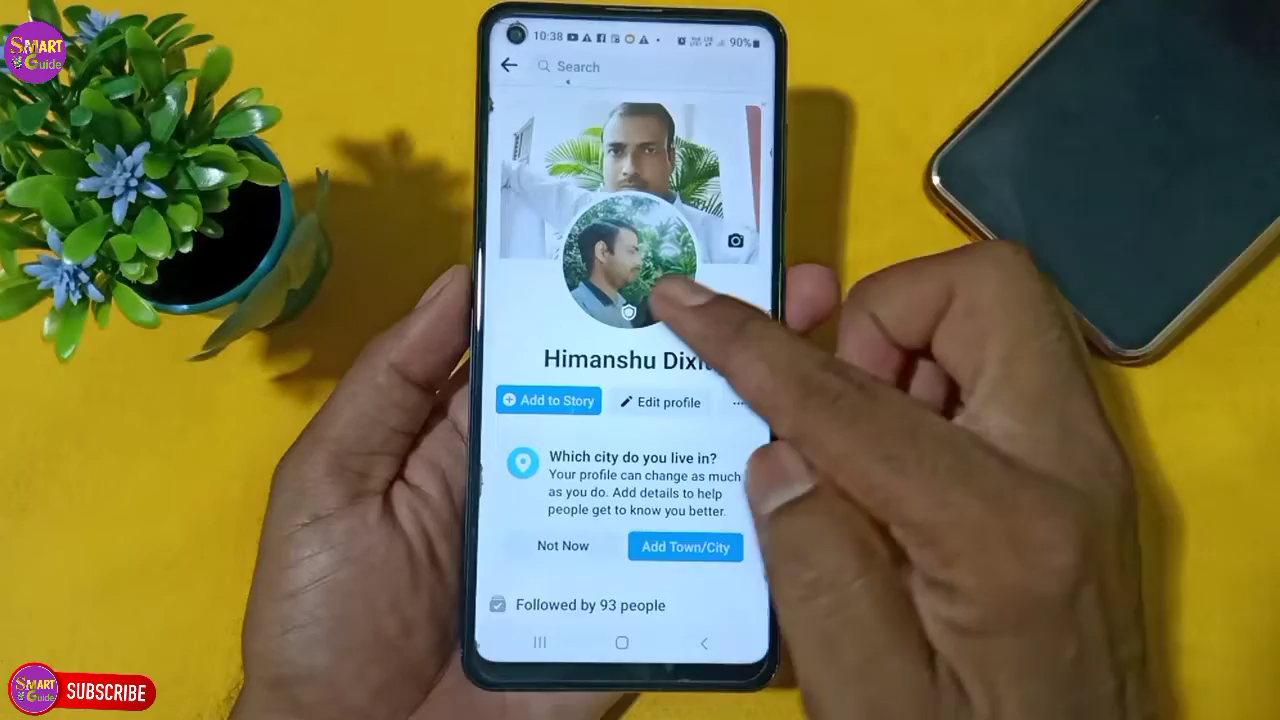 SMART
Guide
10:38
90%
Search
Himanshu Dixit
Add to Story
Edit profile
Which city do you live in?
Your profile can change as much
as you do. Add details to help
people get to know you better.
Not Now
Add Town/City
Followed by 93 people
SMART
Guide
SUBSCRIBE